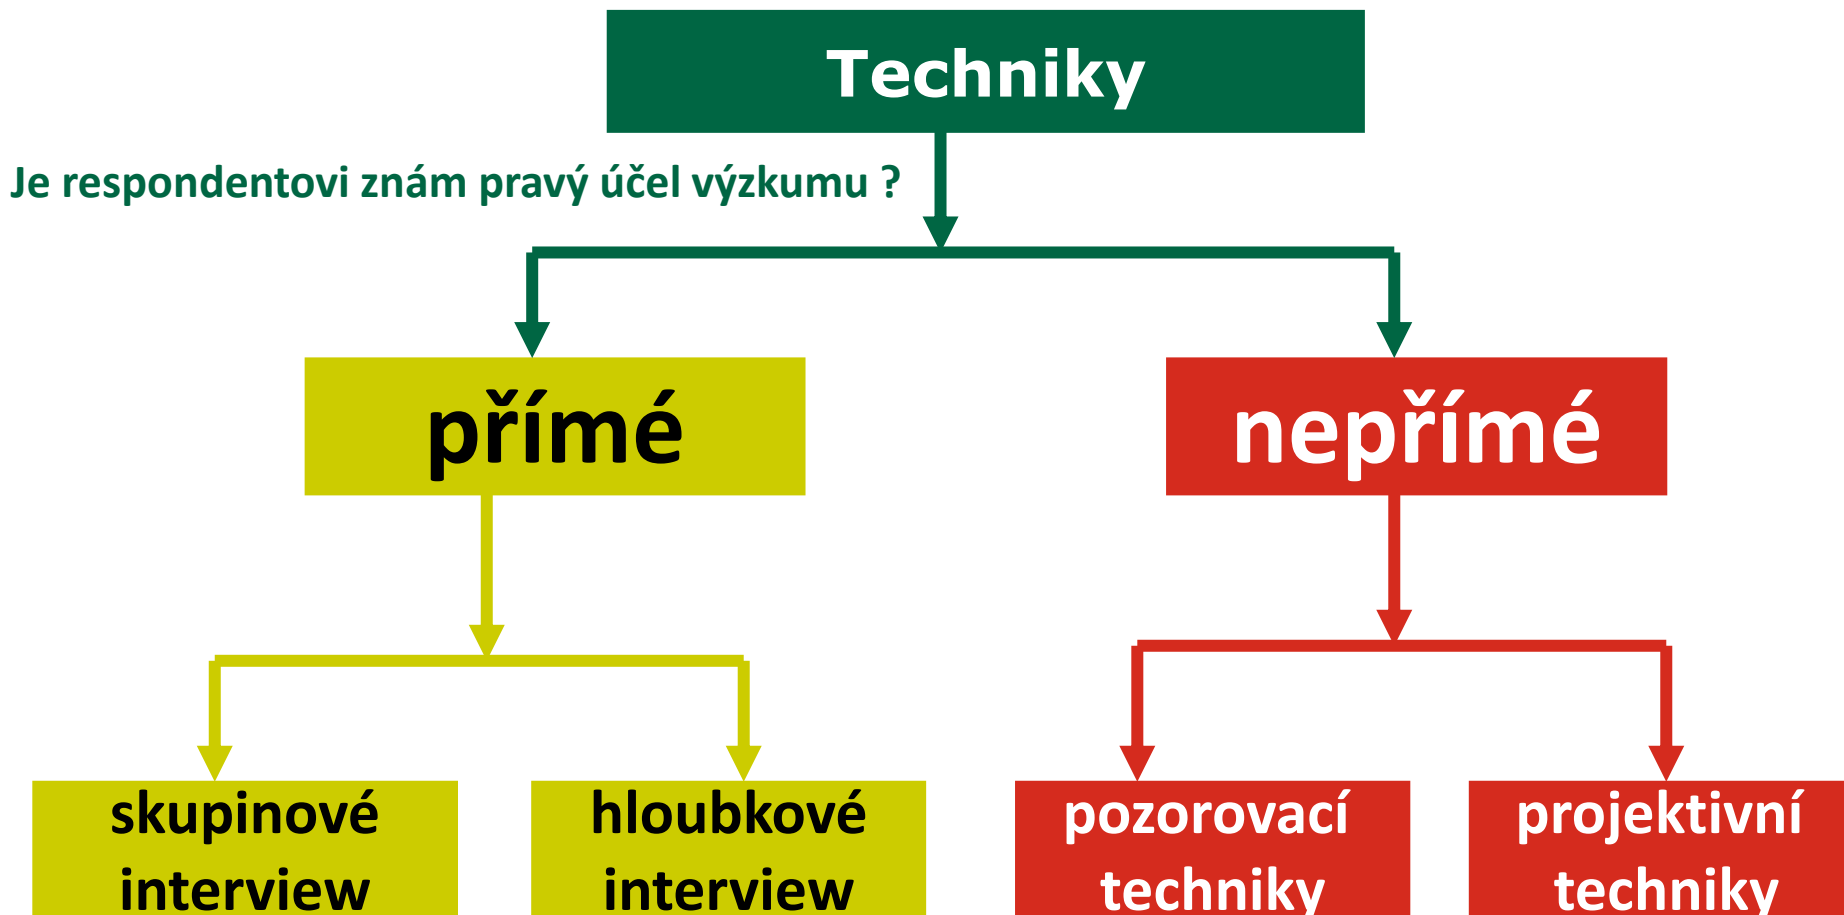 Techniky
Je respondentovi znám pravý účel výzkumu ?
přímé
nepřímé
skupinové
interview
hloubkové
interview
pozorovací
techniky
projektivní
techniky